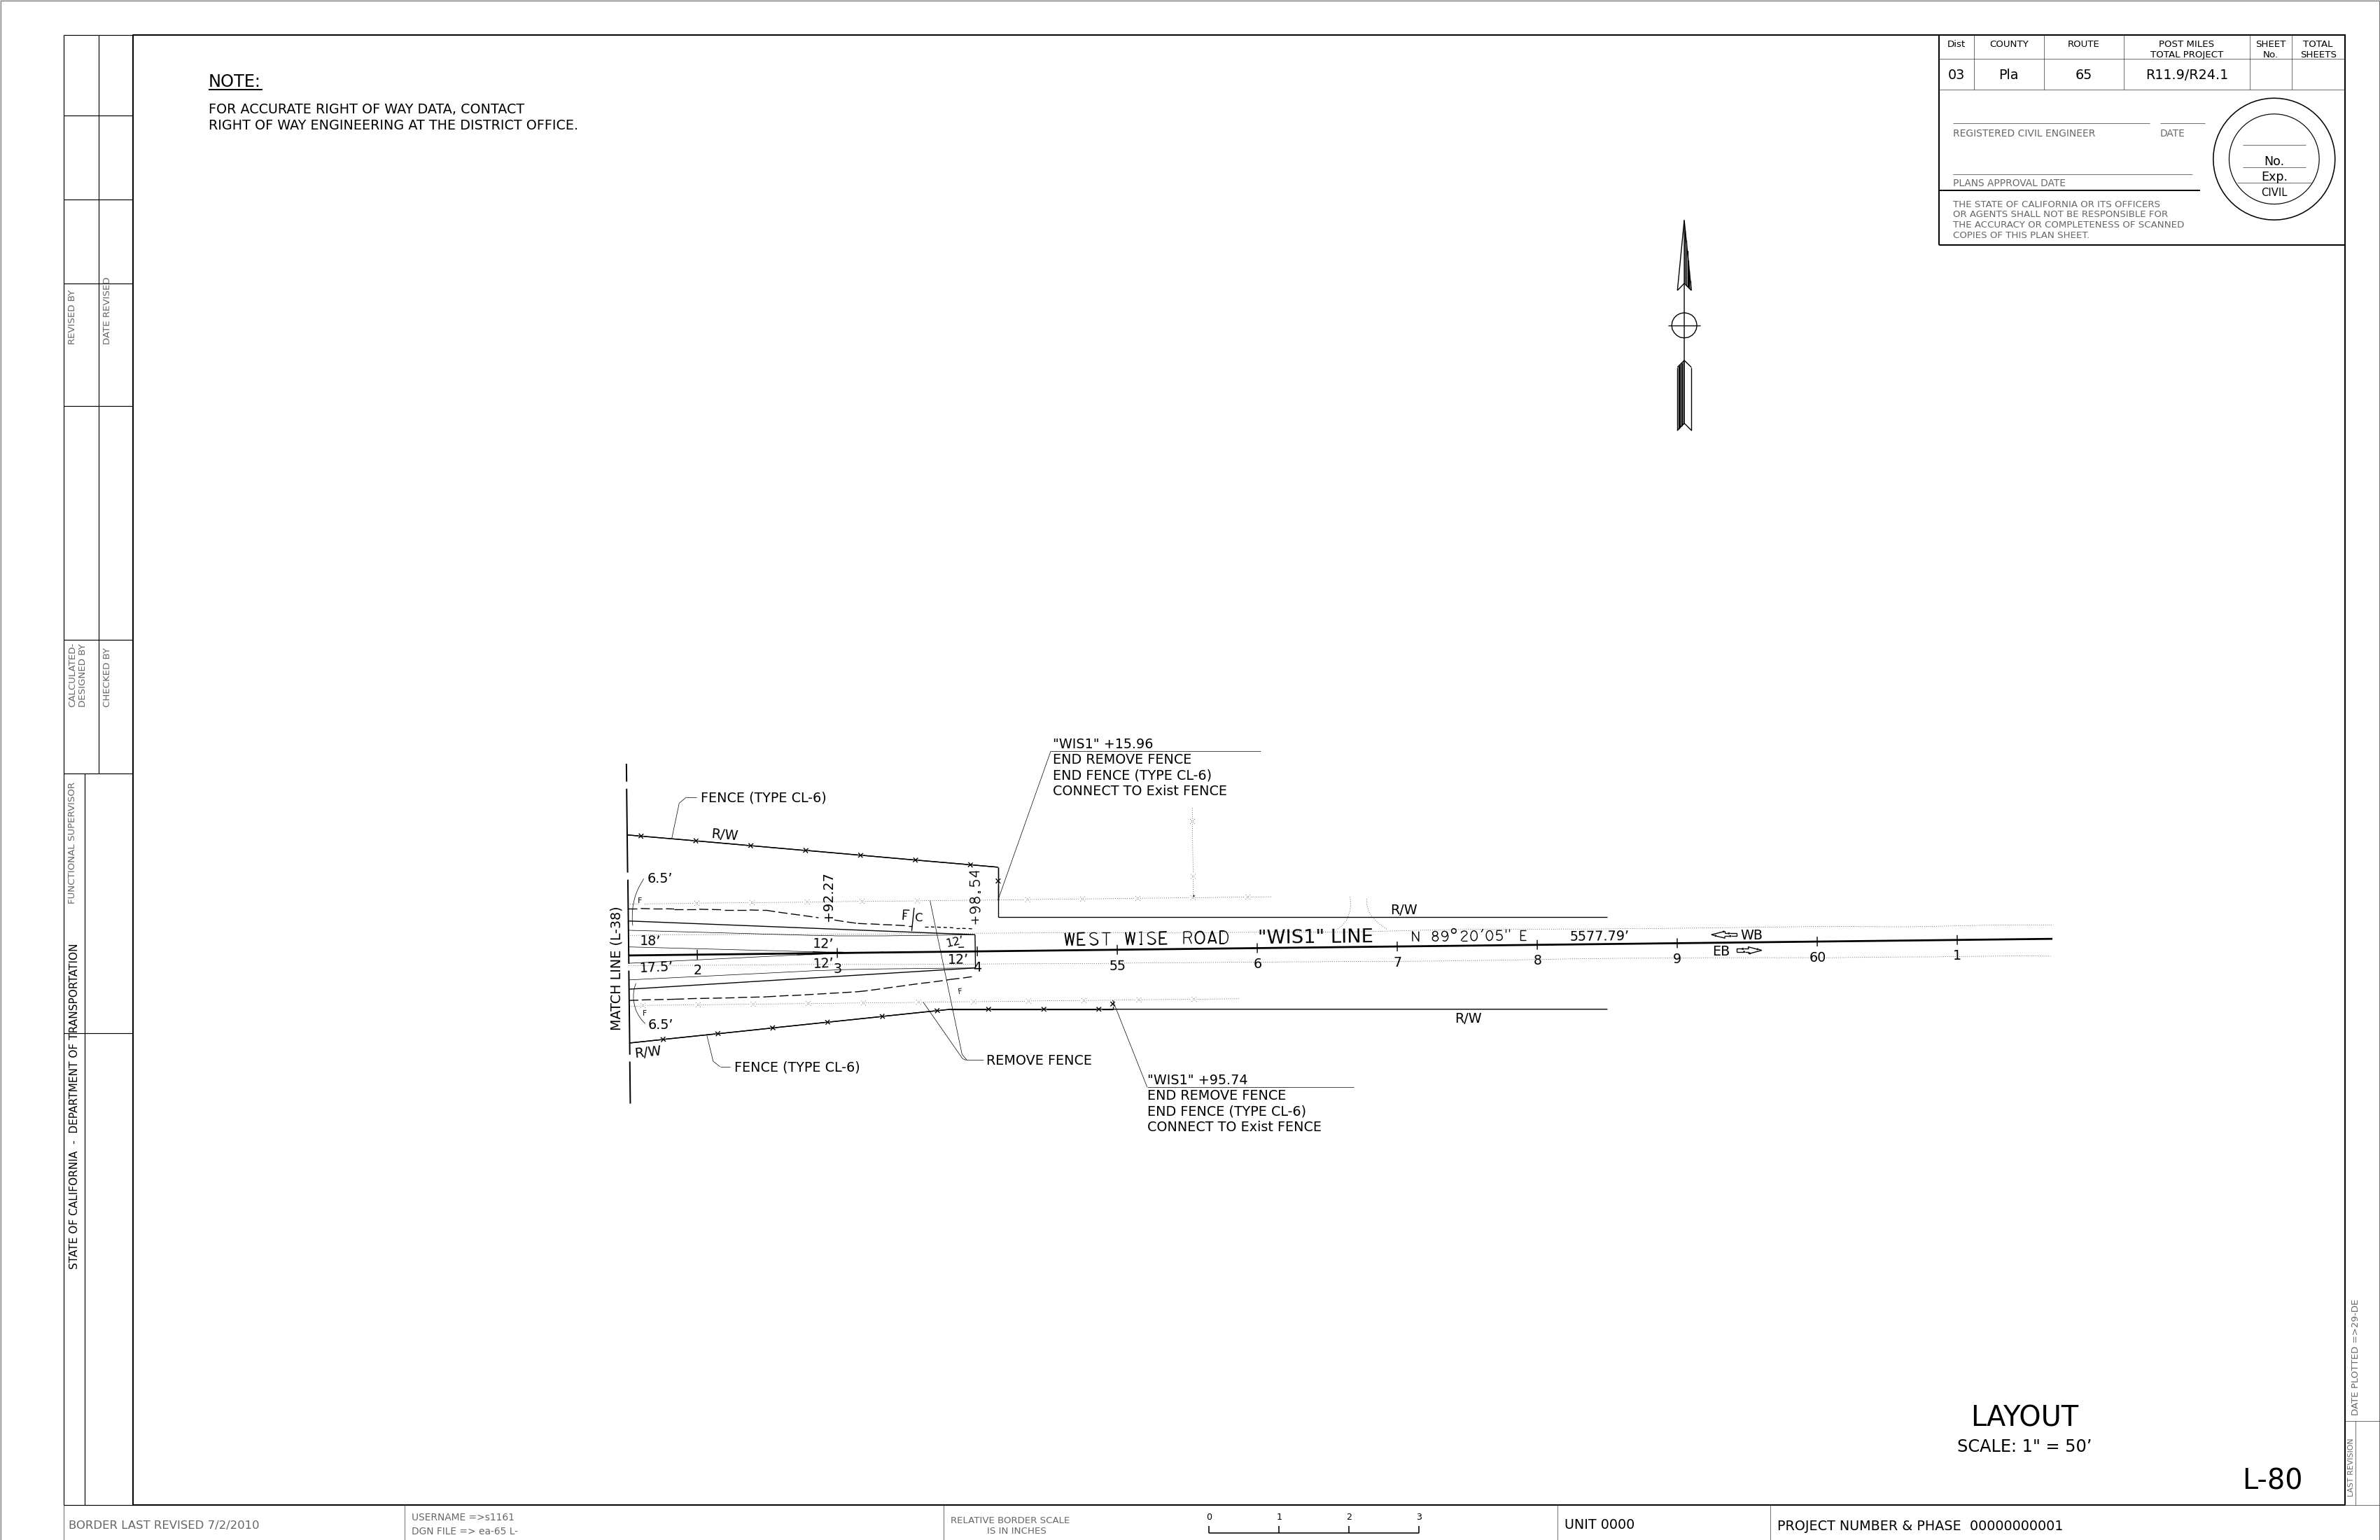 NOTE:
FOR ACCURATE RIGHT OF WAY DATA, CONTACT
RIGHT OF WAY ENGINEERING AT THE DISTRICT OFFICE.
Dist COUNTY ROUTE POST MILES TOTAL PROJECT SHEET No. TOTAL SHEETS
03 Pla 65 R11.9/R24.1
REGISTERED CIVIL ENGINEER DATE
PLANS APPROVAL DATE
No.
Exp.
CIVIL
THE STATE OF CALIFORNIA OR ITS OFFICERS
OR AGENTS SHALL NOT BE RESPONSIBLE FOR
THE ACCURACY OR COMPLETENESS OF SCANNED
COPIES OF THIS PLAN SHEET.
REVISED BY
DATE REVISED
CALCULATED-
DESIGNED BY
CHECKED BY
FUNCTIONAL SUPERVISOR
STATE OF CALIFORNIA - DEPARTMENT OF TRANSPORTATION
"WIS1" +15.96
END REMOVE FENCE
END FENCE (TYPE CL-6)
CONNECT TO Exist FENCE
FENCE (TYPE CL-6)
R/W
6.5’
F
+92.27
+98.54
F C
R/W
MATCH LINE (L-38)
18’
12’
12’
WEST WISE ROAD "WIS1" LINE N 89°20’05" E 5577.79’
WB
EB
17.5’
12’
12’
2 3 4 55 6 7 8 9 60 1
F
F
6.5’
R/W
R/W
FENCE (TYPE CL-6)
REMOVE FENCE
"WIS1" +95.74
END REMOVE FENCE
END FENCE (TYPE CL-6)
CONNECT TO Exist FENCE
LAYOUT
SCALE: 1" = 50’
L-80
DATE PLOTTED =>29-DE
LAST REVISION
BORDER LAST REVISED 7/2/2010
USERNAME =>s1161
DGN FILE => ea-65 L-
RELATIVE BORDER SCALE
IS IN INCHES
0 1 2 3
UNIT 0000
PROJECT NUMBER & PHASE 00000000001